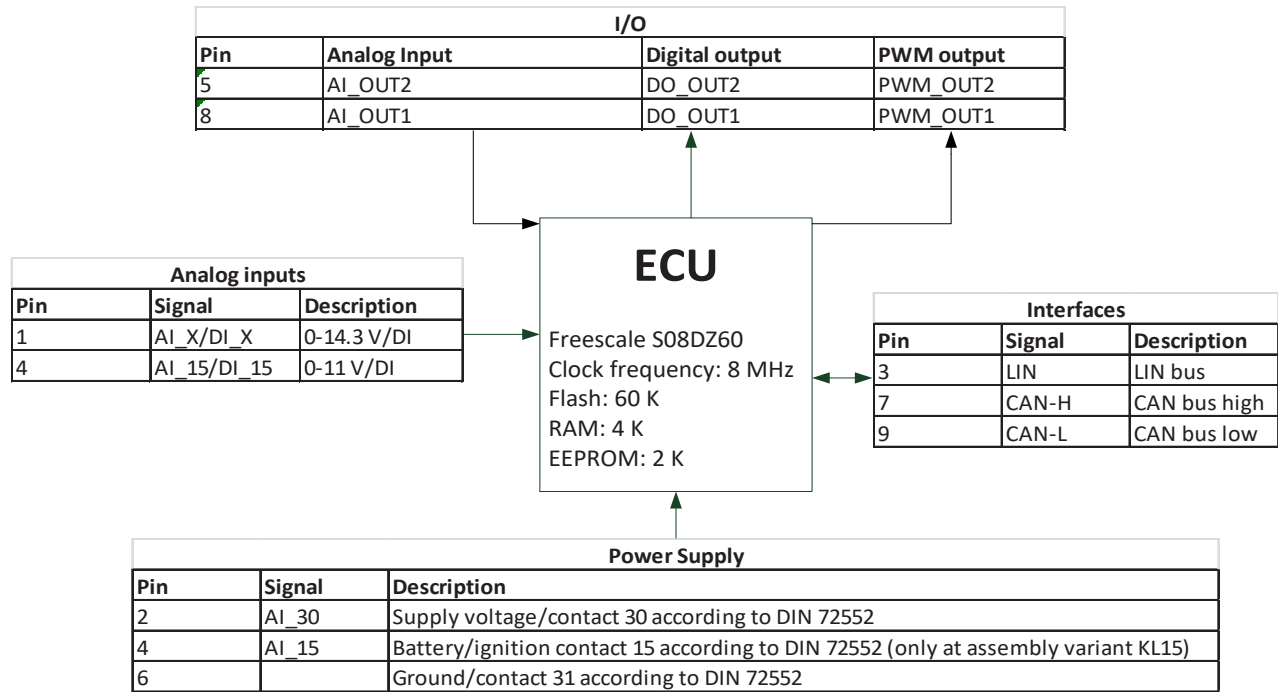 I/O
Pin Analog Input Digital output PWM output
5 AI_OUT2 DO_OUT2 PWM_OUT2
8 AI_OUT1 DO_OUT1 PWM_OUT1
ECU
Freescale S08DZ60
Clock frequency: 8 MHz
Flash: 60 K
RAM: 4 K
EEPROM: 2 K
Analog inputs
Pin Signal Description
1 AI_X/DI_X 0-14.3 V/DI
4 AI_15/DI_15 0-11 V/DI
Interfaces
Pin Signal Description
3 LIN LIN bus
7 CAN-H CAN bus high
9 CAN-L CAN bus low
Power Supply
Pin Signal Description
2 AI_30 Supply voltage/contact 30 according to DIN 72552
4 AI_15 Battery/ignition contact 15 according to DIN 72552 (only at assembly variant KL15)
6 Ground/contact 31 according to DIN 72552